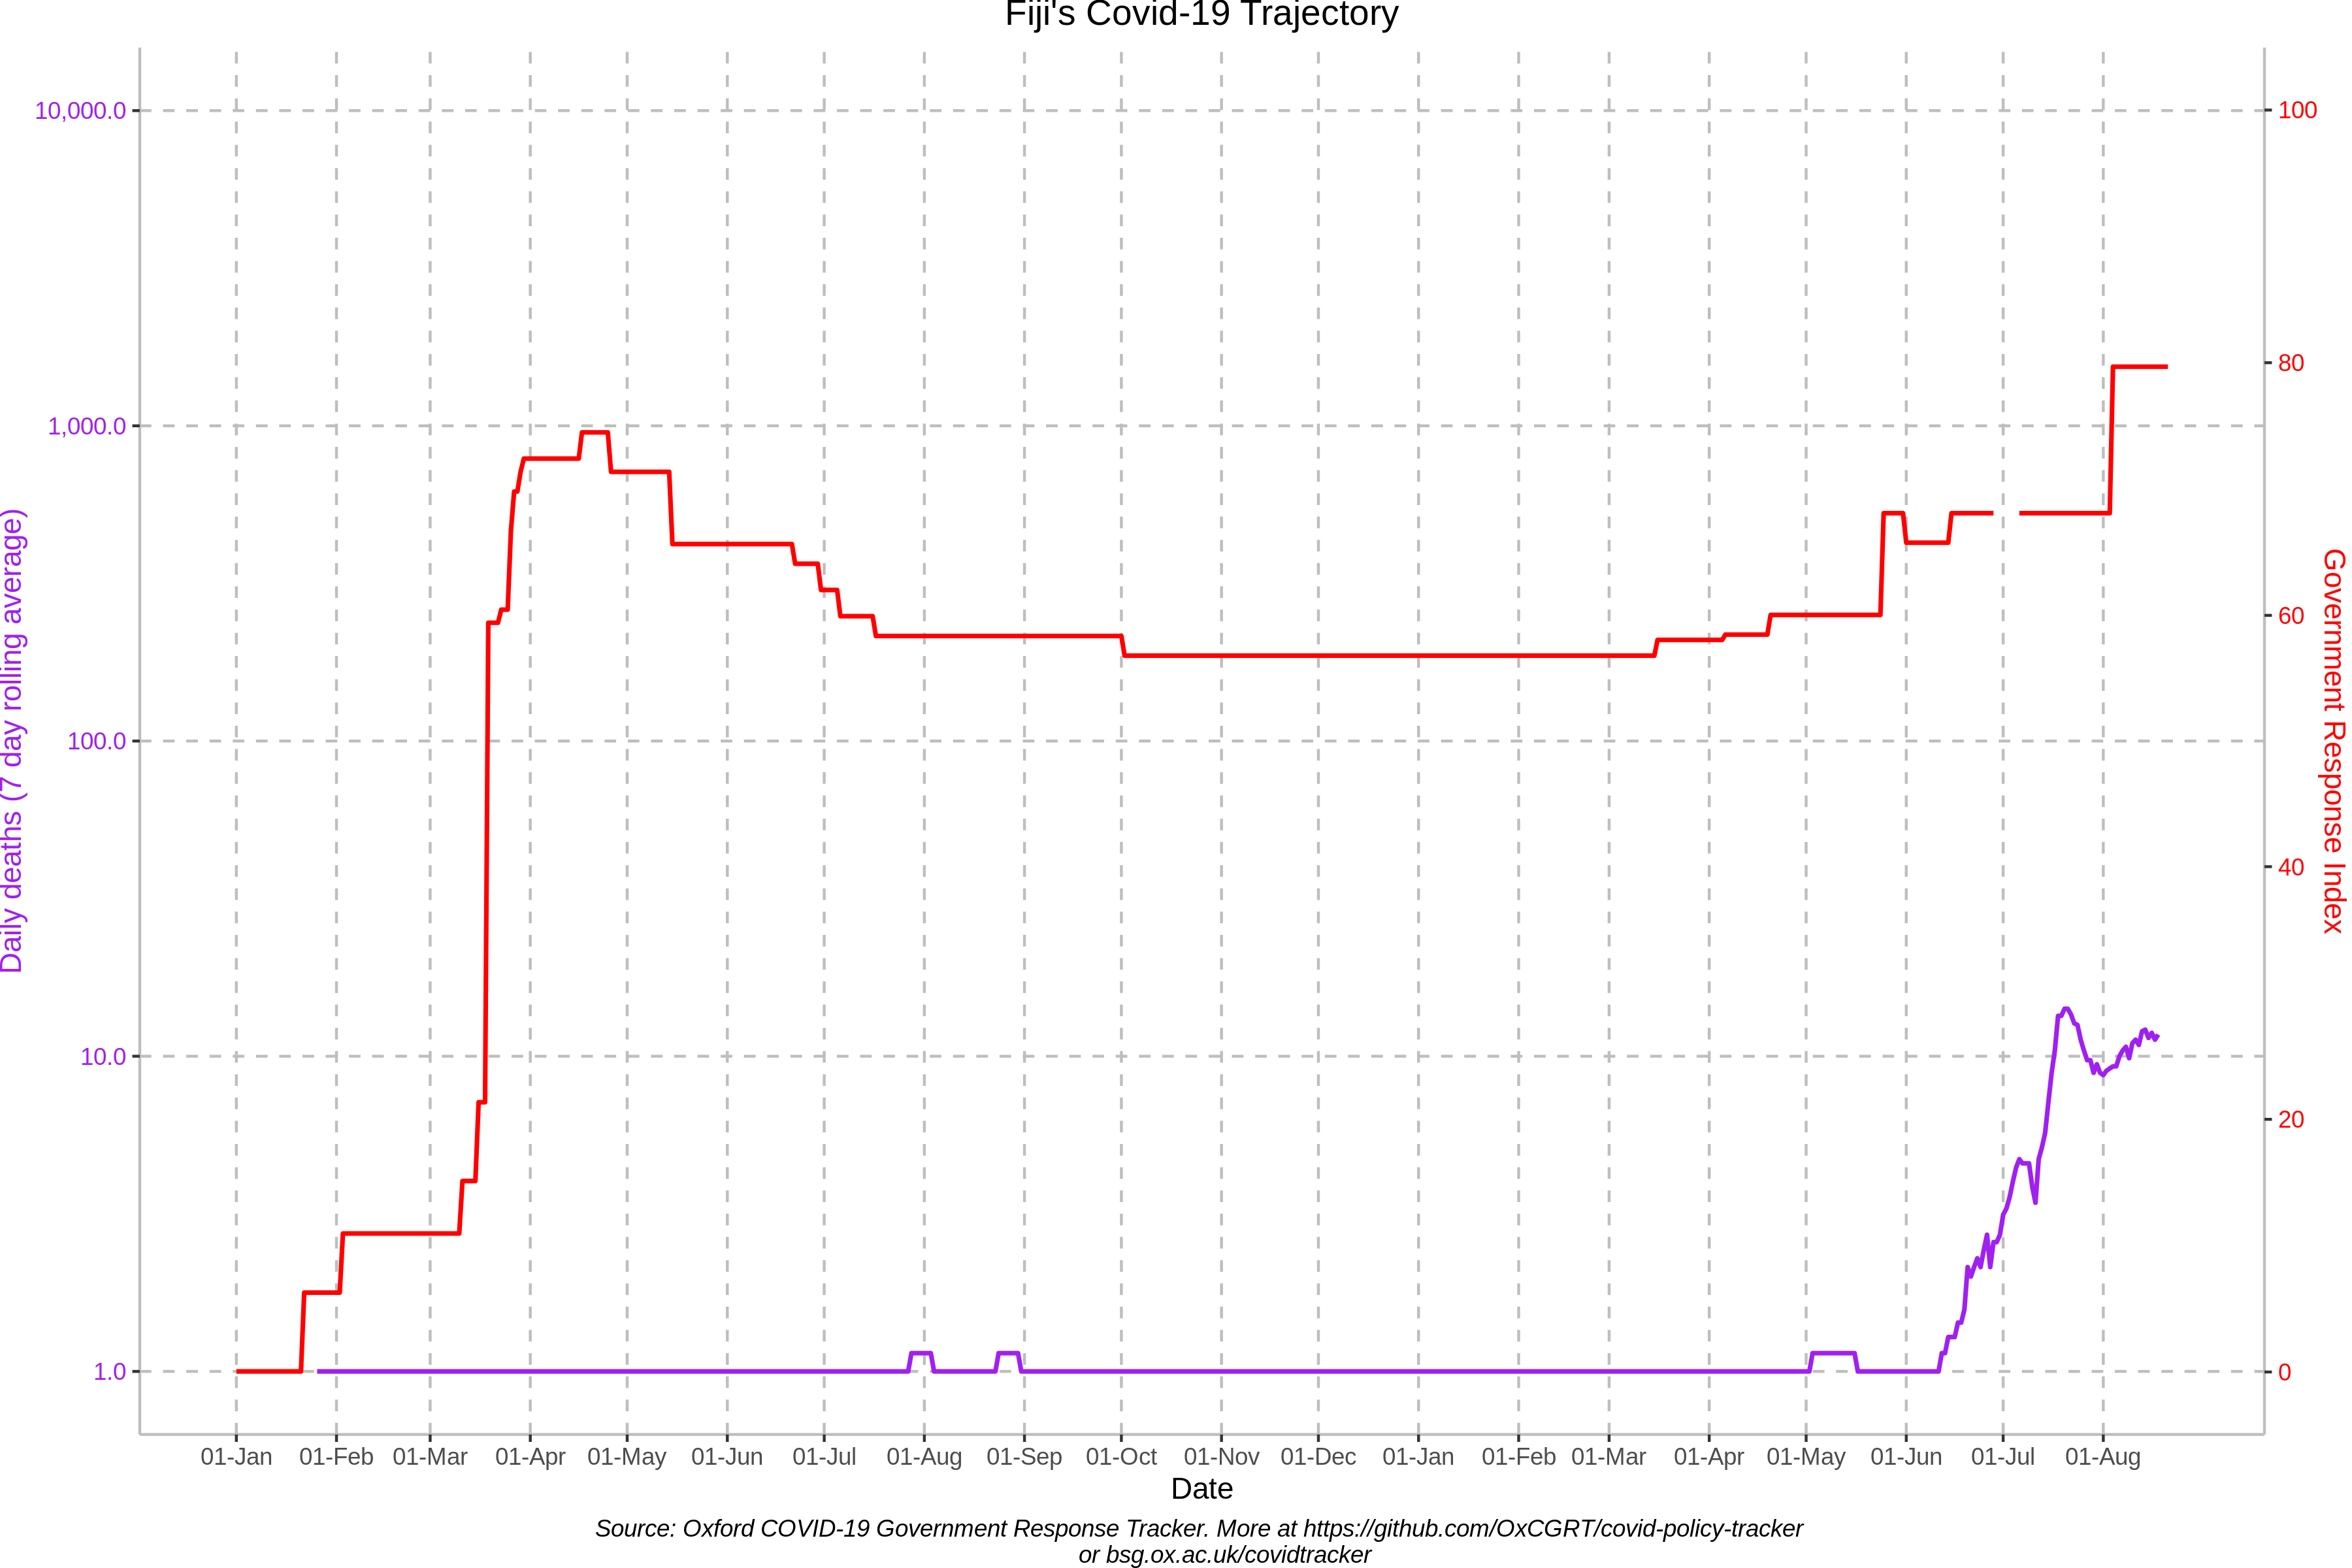 Fiji's Covid-19 Trajectory
10,000.0
1,000.0
100.0
10.0
1.0
Daily deaths (7 day rolling average)
100
80
60
40
20
0
Government Response Index
01-Jan 01-Feb 01-Mar 01-Apr 01-May 01-Jun 01-Jul 01-Aug 01-Sep 01-Oct 01-Nov 01-Dec 01-Jan 01-Feb 01-Mar 01-Apr 01-May 01-Jun 01-Jul 01-Aug
Date
Source: Oxford COVID-19 Government Response Tracker. More at https://github.com/OxCGRT/covid-policy-tracker
or bsg.ox.ac.uk/covidtracker